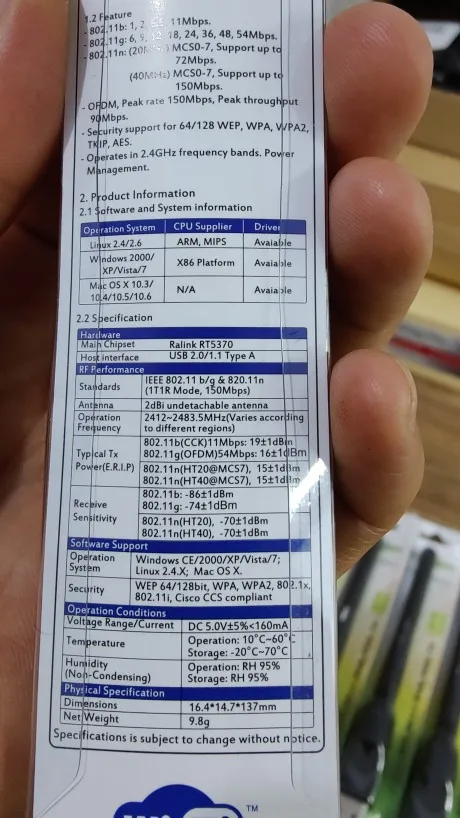 1.2 Feature
- 802.11b: 1, 2, 11Mbps.
- 802.11g: 6, 9, 12, 18, 24, 36, 48, 54Mbps.
- 802.11n: (20MHz) MCS0-7, Support up to
72Mbps.
(40MHz) MCS0-7, Support up to
150Mbps.
- OFDM, Peak rate 150Mbps, Peak throughput
90Mbps.
- Security support for 64/128 WEP, WPA, WPA2,
TKIP, AES.
- Operates in 2.4GHz frequency bands. Power
Management.
2. Product Information
2.1 Software and System information
Operation System CPU Supplier Driver
Linux 2.4/2.6 ARM, MIPS Avaiable
Windows 2000/
XP/Vista/7 X86 Platform Avaiable
Mac OS X 10.3/
10.4/10.5/10.6 N/A Avaiable
2.2 Specification
Hardware
Main Chipset Ralink RT5370
Host interface USB 2.0/1.1 Type A
RF Performance
Standards IEEE 802.11 b/g & 820.11n
(1T1R Mode, 150Mbps)
Antenna 2dBi undetachable antenna
Operation Frequency 2412~2483.5MHz(Varies according
to different regions)
Typical Tx Power(E.R.I.P) 802.11b(CCK)11Mbps: 19±1dBm
802.11g(OFDM)54Mbps: 16±1dBm
802.11n(HT20@MCS7), 15±1dBm
802.11n(HT40@MCS7), 15±1dBm
Receive Sensitivity 802.11b: -86±1dBm
802.11g: -74±1dBm
802.11n(HT20), -70±1dBm
802.11n(HT40), -70±1dBm
Software Support
Operation System Windows CE/2000/XP/Vista/7;
Linux 2.4.X; Mac OS X.
Security WEP 64/128bit, WPA, WPA2, 802.1x,
802.11i, Cisco CCS compliant
Operation Conditions
Voltage Range/Current DC 5.0V±5%<160mA
Temperature Operation: 10°C~60°C
Storage: -20°C~70°C
Humidity (Non-Condensing) Operation: RH 95%
Storage: RH 95%
Physical Specification
Dimensions 16.4*14.7*137mm
Net Weight 9.8g
Specifications is subject to change without notice.
TM